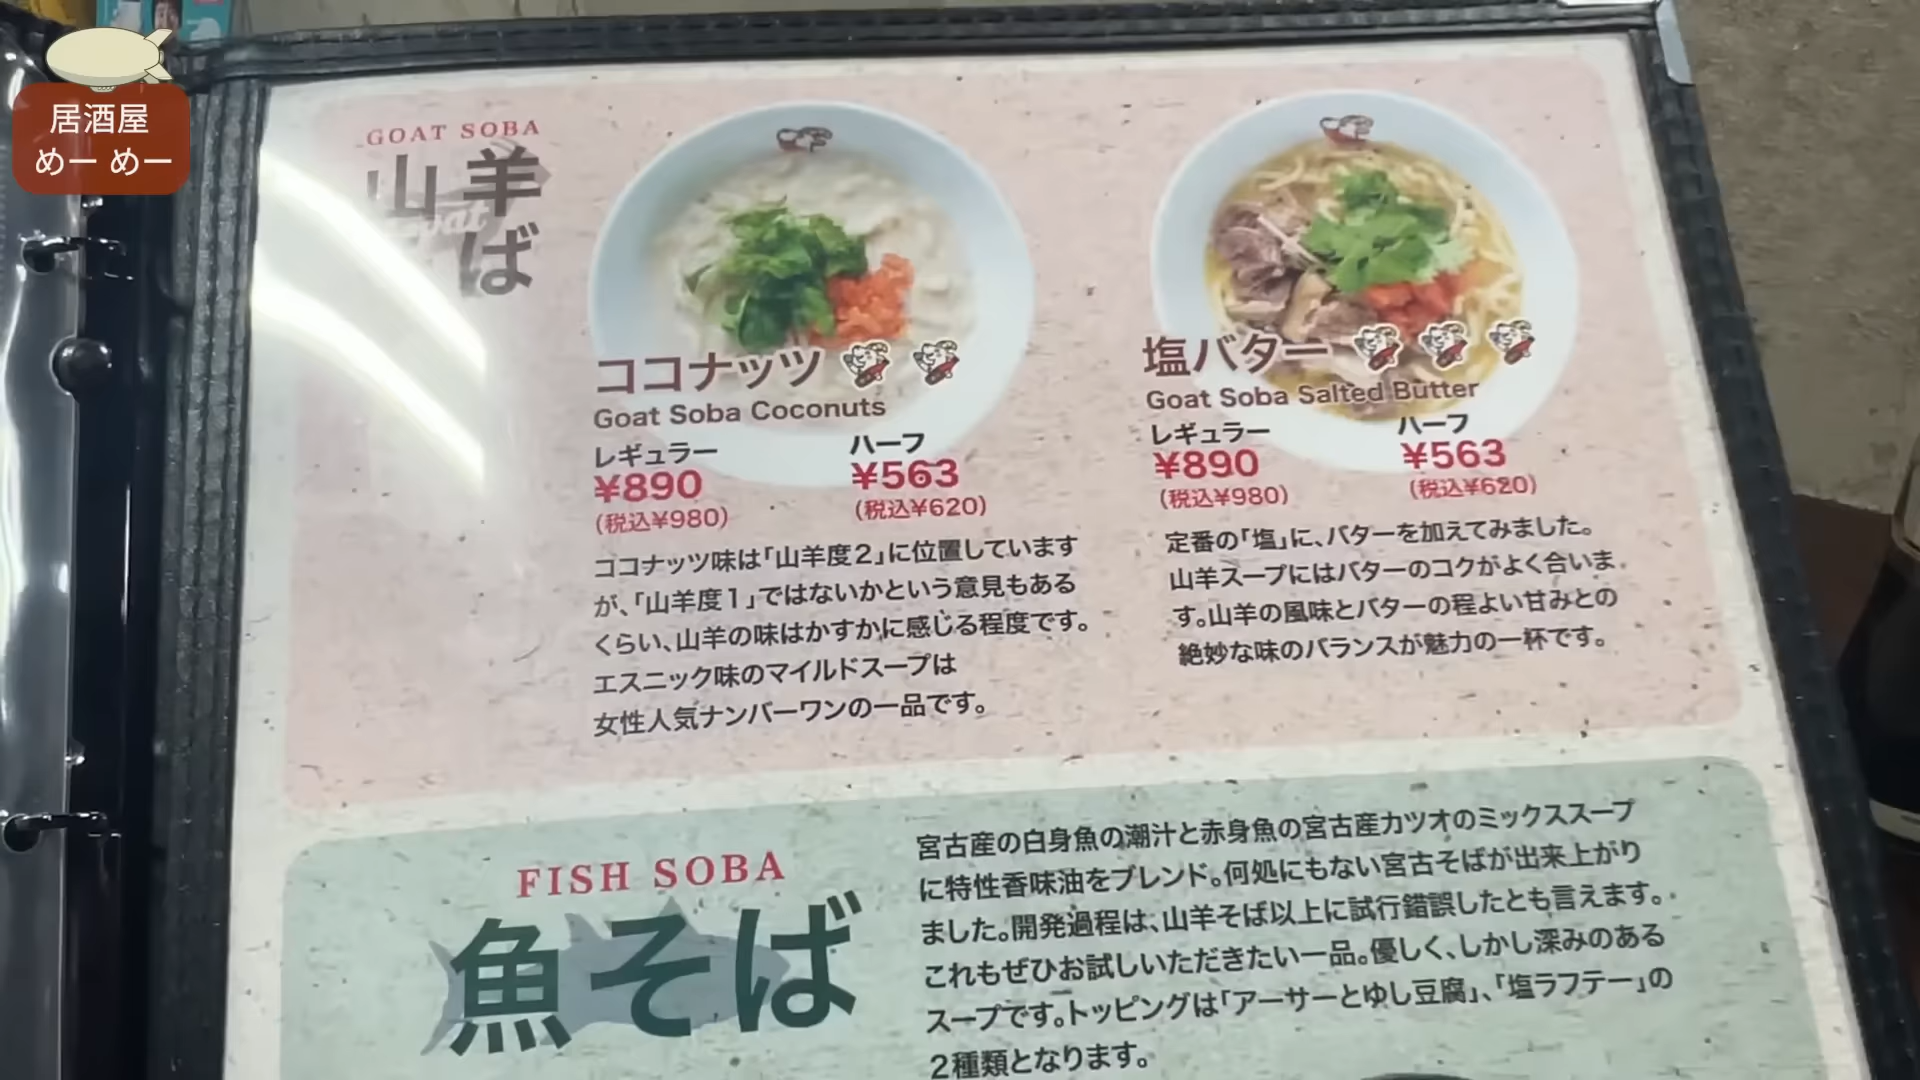 居酒屋
めー めー
GOAT SOBA
山羊
ば
ココナッツ
Goat Soba Coconuts
レギュラー
¥890
(税込¥980)
ハーフ
¥563
(税込¥620)
ココナッツ味は「山羊度2」に位置しています
が、「山羊度1」ではないかという意見もある
くらい、山羊の味はかすかに感じる程度です。
エスニック味のマイルドスープは
女性人気ナンバーワンの一品です。
塩バター
Goat Soba Salted Butter
レギュラー
¥890
(税込¥980)
ハーフ
¥563
(税込¥620)
定番の「塩」に、バターを加えてみました。
山羊スープにはバターのコクがよく合いま
す。山羊の風味とバターの程よい甘みとの
絶妙な味のバランスが魅力の一杯です。
FISH SOBA
魚そば
宮古産の白身魚の潮汁と赤身魚の宮古産カツオのミックススープ
に特性香味油をブレンド。何処にもない宮古そばが出来上がり
ました。開発過程は、山羊そば以上に試行錯誤したとも言えます。
これもぜひお試しいただきたい一品。優しく、しかし深みのある
スープです。トッピングは「アーサーとゆし豆腐」、「塩ラフテー」の
2種類となります。